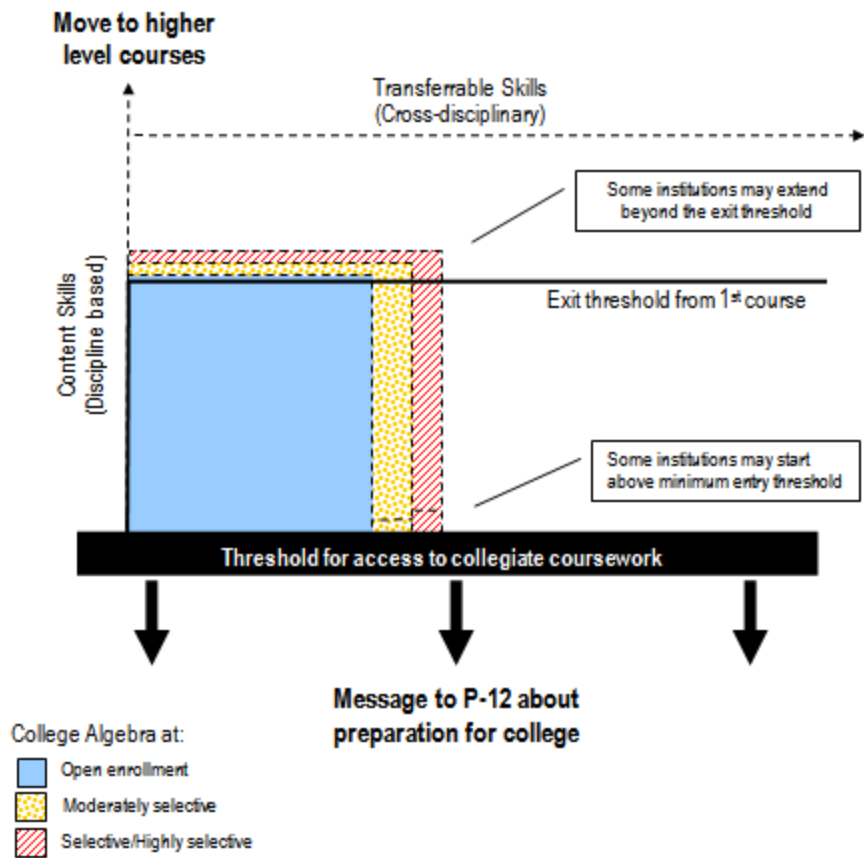 Move to higher
level courses
Transferrable Skills
(Cross-disciplinary)
Some institutions may extend
beyond the exit threshold
Exit threshold from 1st course
Content Skills
(Discipline based)
Some institutions may start
above minimum entry threshold
Threshold for access to collegiate coursework
Message to P-12 about
preparation for college
College Algebra at:
Open enrollment
Moderately selective
Selective/Highly selective